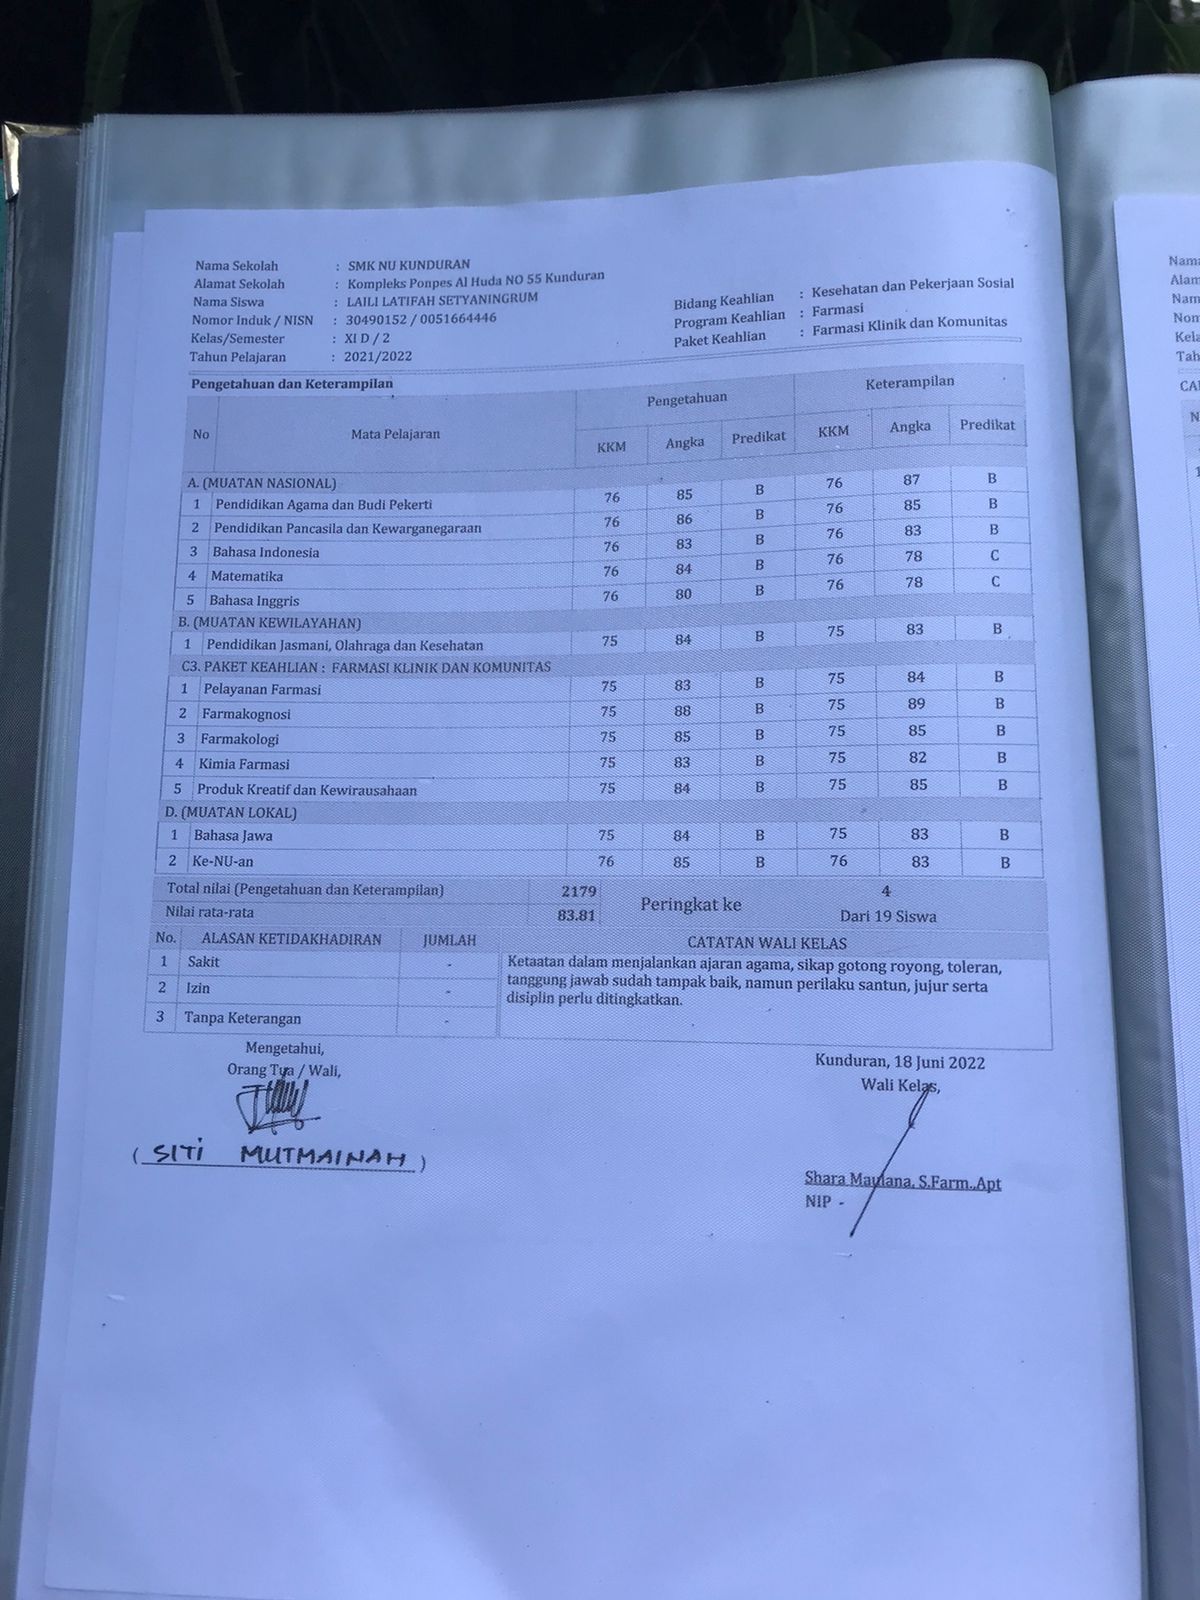 Nama Sekolah : SMK NU KUNDURAN
Alamat Sekolah : Kompleks Ponpes Al Huda NO 55 Kunduran
Nama Siswa : LAILI LATIFAH SETYANINGRUM
Nomor Induk / NISN : 30490152 / 0051664446
Kelas/Semester : XI D / 2
Tahun Pelajaran : 2021/2022
Bidang Keahlian : Kesehatan dan Pekerjaan Sosial
Program Keahlian : Farmasi
Paket Keahlian : Farmasi Klinik dan Komunitas
Pengetahuan dan Keterampilan
No Mata Pelajaran Pengetahuan Keterampilan
KKM Angka Predikat KKM Angka Predikat
A. (MUATAN NASIONAL)
1 Pendidikan Agama dan Budi Pekerti 76 85 B 76 87 B
2 Pendidikan Pancasila dan Kewarganegaraan 76 86 B 76 85 B
3 Bahasa Indonesia 76 83 B 76 83 B
4 Matematika 76 84 B 76 78 C
5 Bahasa Inggris 76 80 B 76 78 C
B. (MUATAN KEWILAYAHAN)
1 Pendidikan Jasmani, Olahraga dan Kesehatan 75 84 B 75 83 B
C3. PAKET KEAHLIAN : FARMASI KLINIK DAN KOMUNITAS
1 Pelayanan Farmasi 75 83 B 75 84 B
2 Farmakognosi 75 88 B 75 89 B
3 Farmakologi 75 85 B 75 85 B
4 Kimia Farmasi 75 83 B 75 82 B
5 Produk Kreatif dan Kewirausahaan 75 84 B 75 85 B
D. (MUATAN LOKAL)
1 Bahasa Jawa 75 84 B 75 83 B
2 Ke-NU-an 76 85 B 76 83 B
Total nilai (Pengetahuan dan Keterampilan) 2179
Nilai rata-rata 83.81
Peringkat ke 4
Dari 19 Siswa
No. ALASAN KETIDAKHADIRAN JUMLAH
1 Sakit -
2 Izin -
3 Tanpa Keterangan -
CATATAN WALI KELAS
Ketaatan dalam menjalankan ajaran agama, sikap gotong royong, toleran,
tanggung jawab sudah tampak baik, namun perilaku santun, jujur serta
disiplin perlu ditingkatkan.
Mengetahui,
Orang Tua / Wali,
(SITI MUTMAINAH)
Kunduran, 18 Juni 2022
Wali Kelas,
Shara Maulana, S.Farm.,Apt
NIP -
Nama
Alam
Nam
Nom
Kela
Tah